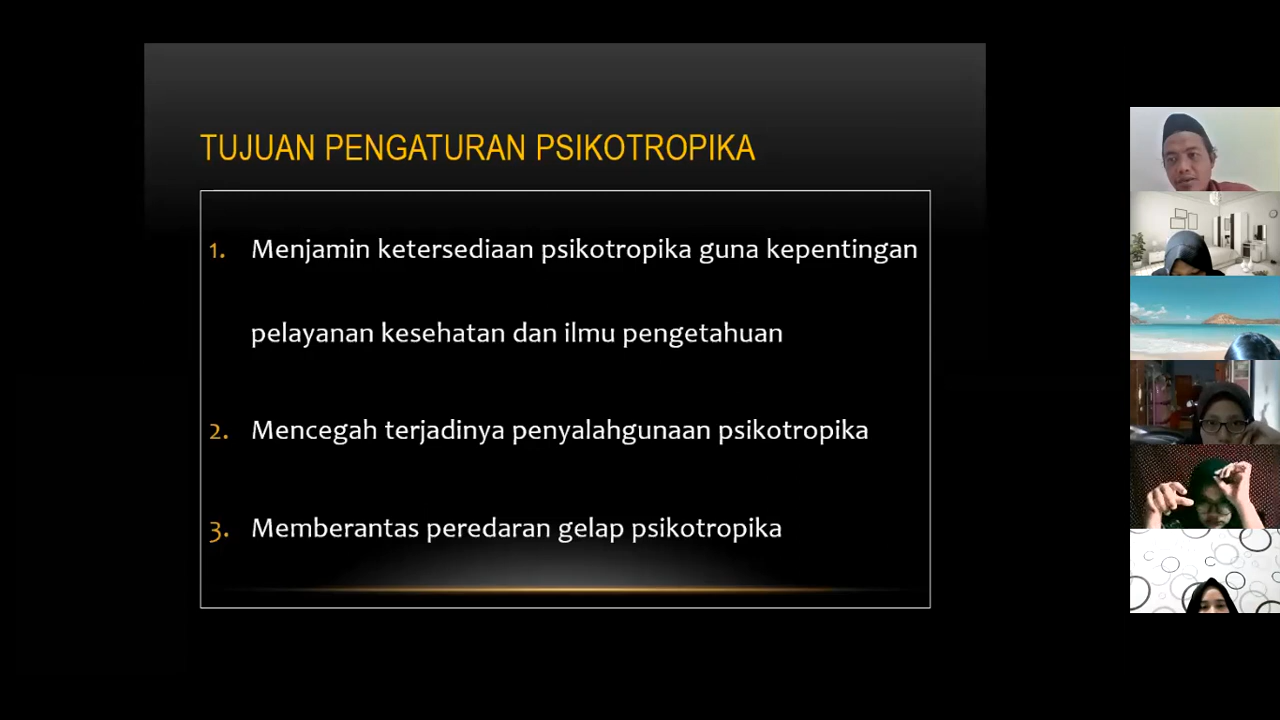 TUJUAN PENGATURAN PSIKOTROPIKA
1. Menjamin ketersediaan psikotropika guna kepentingan
pelayanan kesehatan dan ilmu pengetahuan
2. Mencegah terjadinya penyalahgunaan psikotropika
3. Memberantas peredaran gelap psikotropika